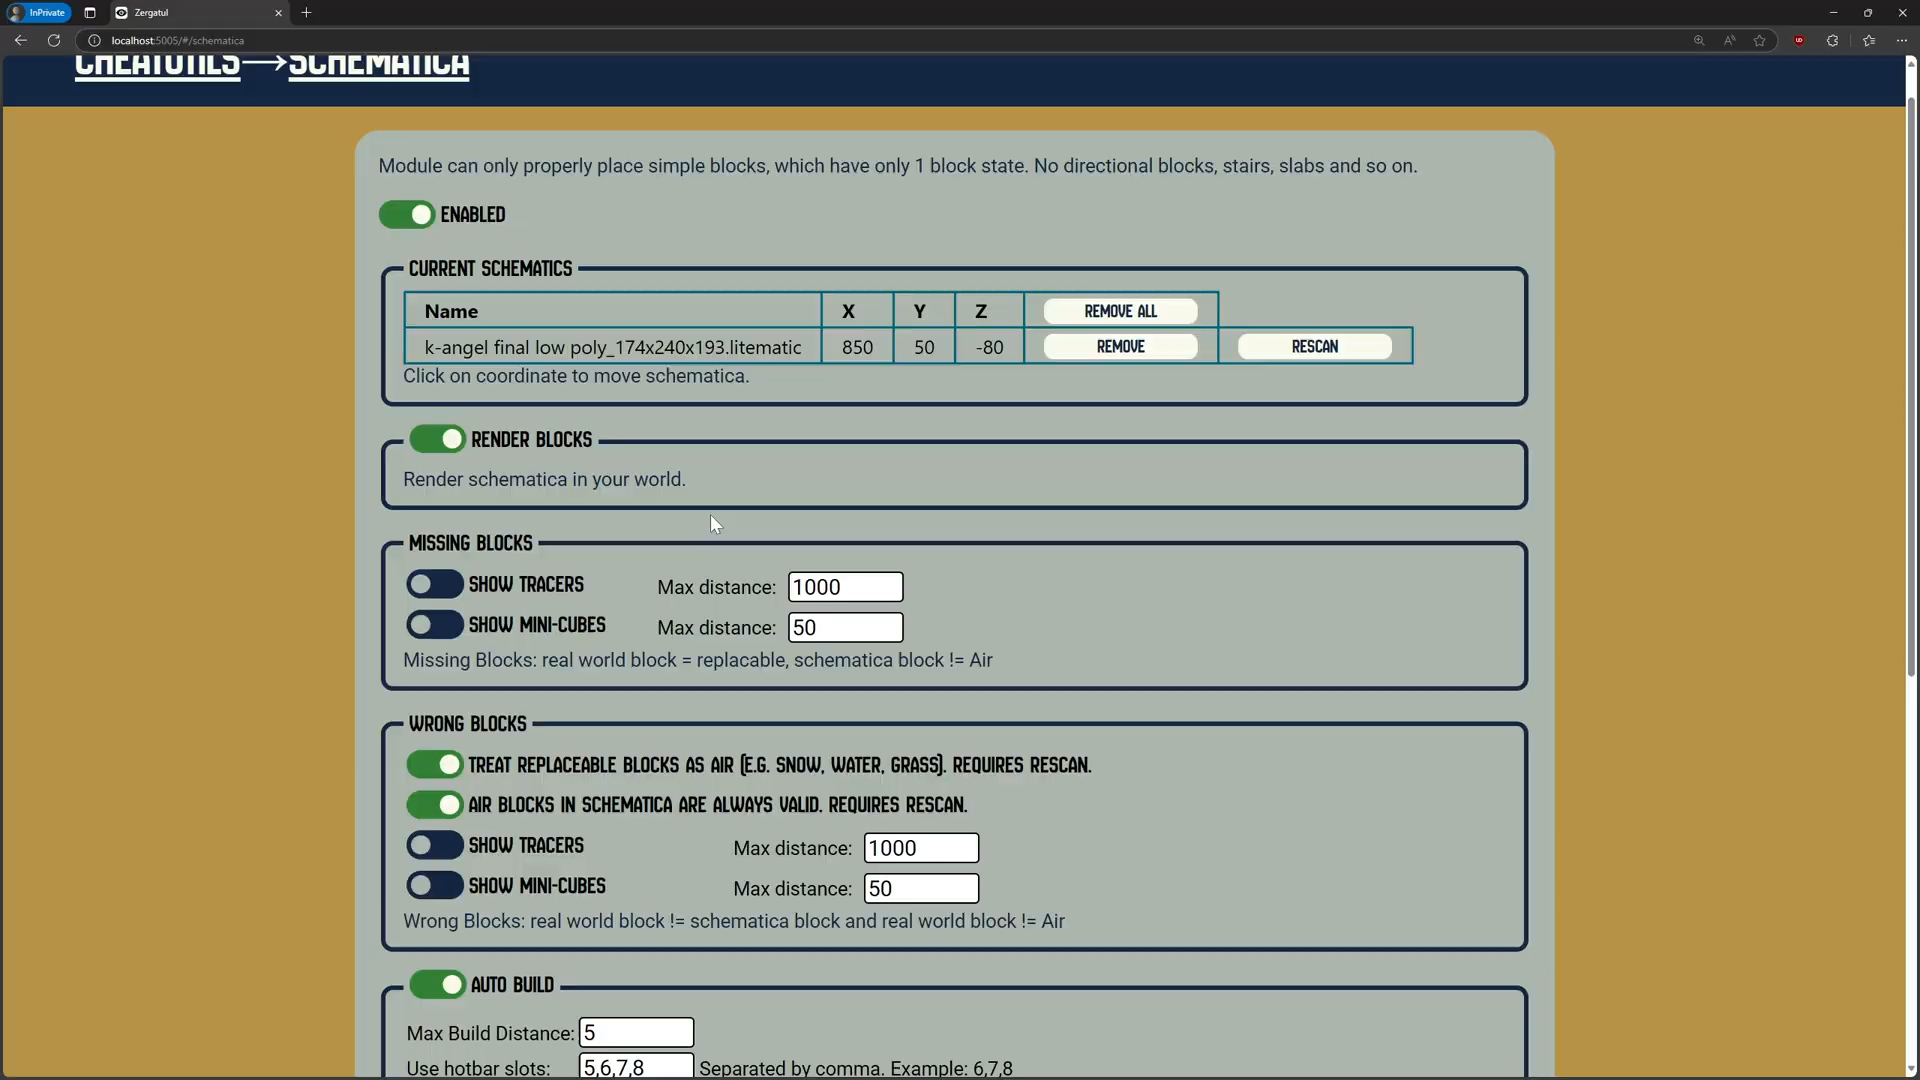 InPrivate
Zergatul
localhost:5005/#/schematica
CHEATUTILS→SCHEMATICA
Module can only properly place simple blocks, which have only 1 block state. No directional blocks, stairs, slabs and so on.
ENABLED
CURRENT SCHEMATICS
Name X Y Z REMOVE ALL
k-angel final low poly_174x240x193.litematic 850 50 -80 REMOVE RESCAN
Click on coordinate to move schematica.
RENDER BLOCKS
Render schematica in your world.
MISSING BLOCKS
SHOW TRACERS Max distance: 1000
SHOW MINI-CUBES Max distance: 50
Missing Blocks: real world block = replacable, schematica block != Air
WRONG BLOCKS
TREAT REPLACEABLE BLOCKS AS AIR (E.G. SNOW, WATER, GRASS). REQUIRES RESCAN.
AIR BLOCKS IN SCHEMATICA ARE ALWAYS VALID. REQUIRES RESCAN.
SHOW TRACERS Max distance: 1000
SHOW MINI-CUBES Max distance: 50
Wrong Blocks: real world block != schematica block and real world block != Air
AUTO BUILD
Max Build Distance: 5
Use hotbar slots: 5,6,7,8 Separated by comma. Example: 6,7,8